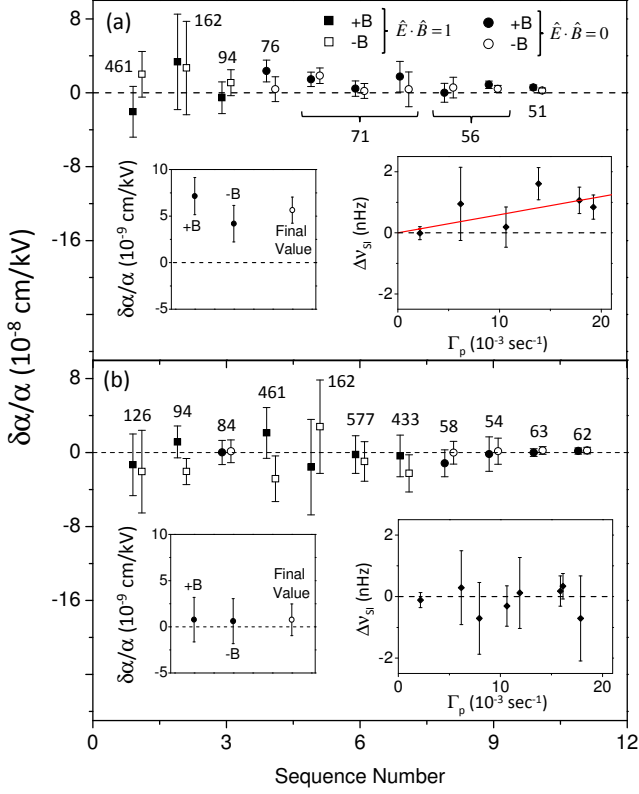 (a)
+B
-B
Ê · B̂ = 1
+B
-B
Ê · B̂ = 0
461
162
94
76
71
56
51
8
0
-8
-16
δα/α (10⁻⁹ cm/kV)
5
0
-5
+B
-B
Final
Value
Δν_SI (nHz)
2
0
-2
0
10
20
Γ_p (10⁻³ sec⁻¹)
δα/α (10⁻⁸ cm/kV)
(b)
126
94
84
461
162
577
433
58
54
63
62
8
0
-8
-16
δα/α (10⁻⁹ cm/kV)
10
5
0
-5
+B
-B
Final
Value
Δν_SI (nHz)
2
0
-2
0
10
20
Γ_p (10⁻³ sec⁻¹)
0
3
6
9
12
Sequence Number